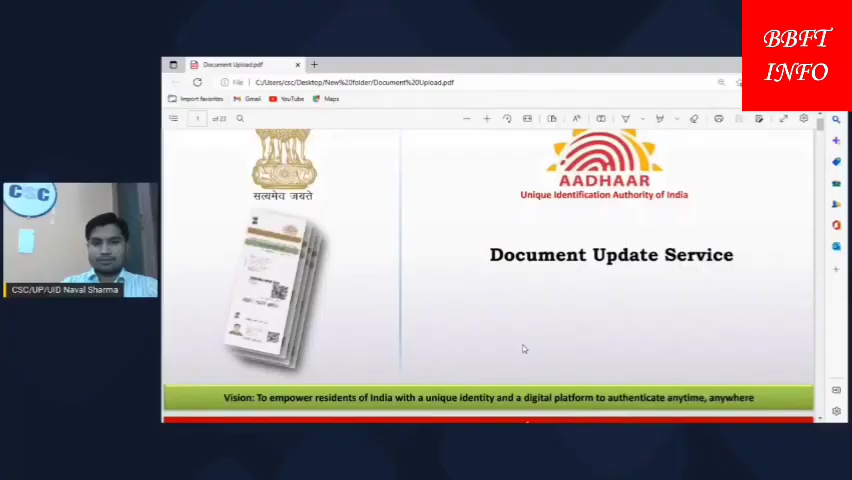 BBFT
INFO
Document Upload.pdf
File
C:/Users/csc/Desktop/New%20folder/Document%20Upload.pdf
Import favorites
Gmail
YouTube
Maps
1
of 22
सत्यमेव जयते
AADHAAR
Unique Identification Authority of India
Document Update Service
CSC
CSC/UP/UID Naval Sharma
Vision: To empower residents of India with a unique identity and a digital platform to authenticate anytime, anywhere